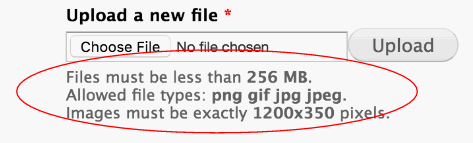 Upload a new file *
Choose File No file chosen Upload
Files must be less than 256 MB.
Allowed file types: png gif jpg jpeg.
Images must be exactly 1200x350 pixels.